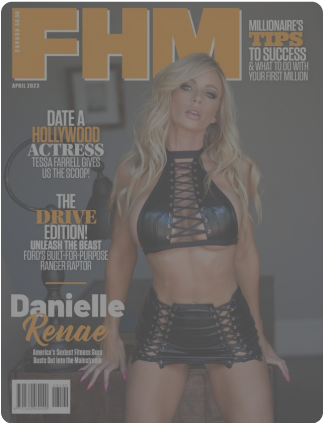 FHM
APRIL 2023
MILLIONAIRE'S
TIPS
TO SUCCESS
& WHAT TO DO WITH
YOUR FIRST MILLION
DATE A
HOLLYWOOD
ACTRESS
TESSA FARRELL GIVES
US THE SCOOP!
THE
DRIVE
EDITION!
UNLEASH THE BEAST
FORD'S BUILT-FOR-PURPOSE
RANGER RAPTOR
Danielle
Renae
America's Sexiest Fitness Guru
Busts Out into the Mainstream